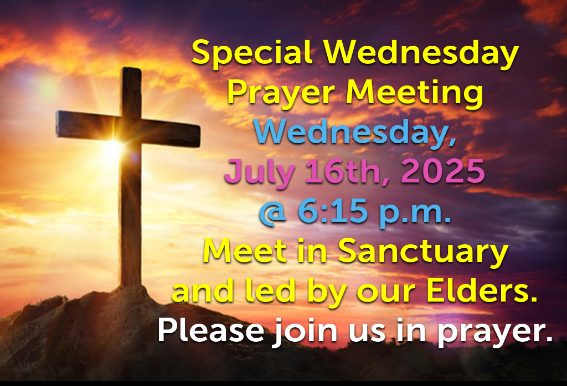 Special Wednesday
Prayer Meeting
Wednesday,
July 16th, 2025
@ 6:15 p.m.
Meet in Sanctuary
and led by our Elders.
Please join us in prayer.